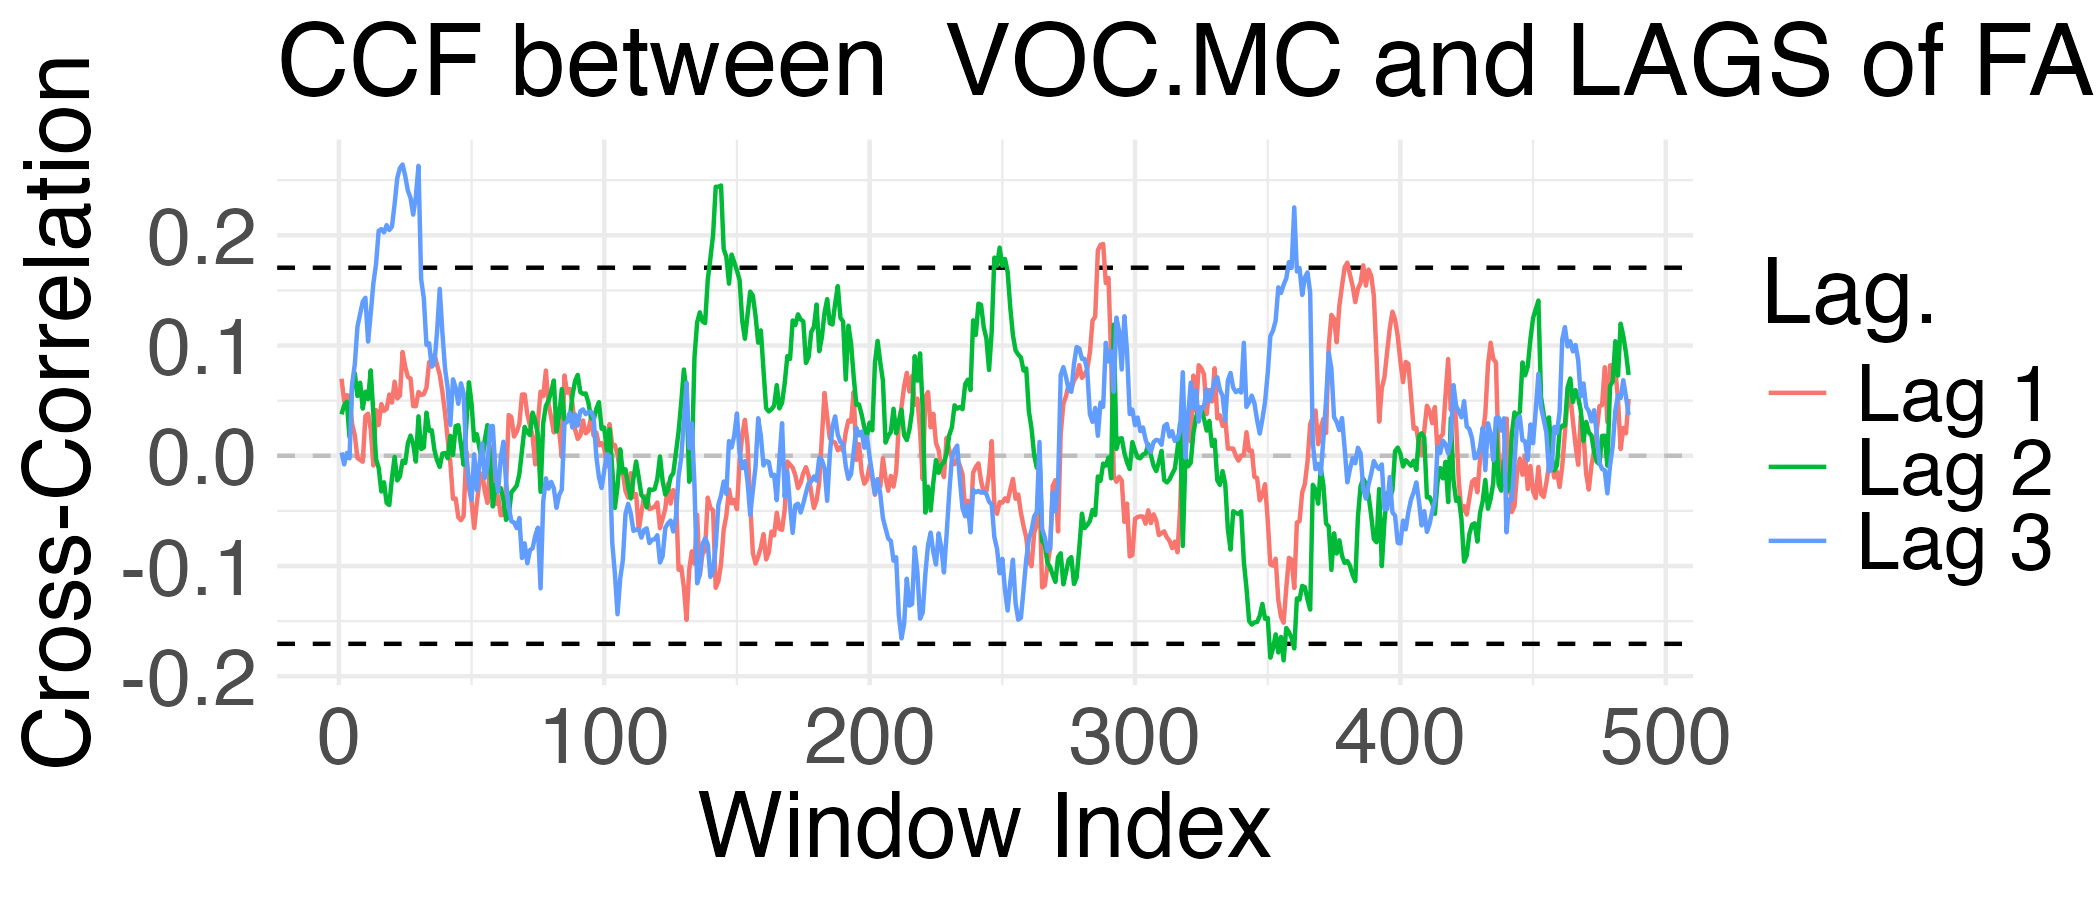 CCF between  VOC.MC and LAGS of FA
Cross-Correlation
0.2
0.1
0.0
-0.1
-0.2
0 100 200 300 400 500
Window Index
Lag.
Lag 1
Lag 2
Lag 3